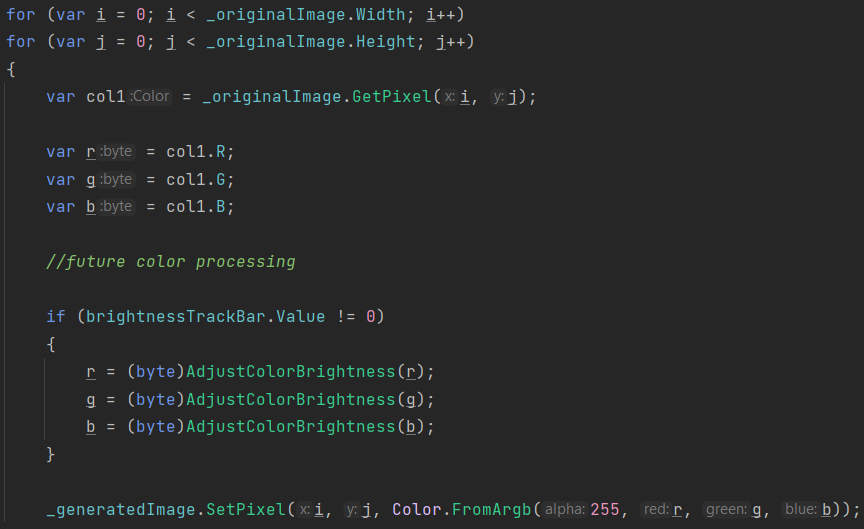 for (var i = 0; i < _originalImage.Width; i++)
for (var j = 0; j < _originalImage.Height; j++)
{
var col1 :Color = _originalImage.GetPixel( x: i, y: j);
var r :byte = col1.R;
var g :byte = col1.G;
var b :byte = col1.B;
//future color processing
if (brightnessTrackBar.Value != 0)
{
r = (byte)AdjustColorBrightness(r);
g = (byte)AdjustColorBrightness(g);
b = (byte)AdjustColorBrightness(b);
}
_generatedImage.SetPixel( x: i, y: j, Color.FromArgb( alpha: 255, red: r, green: g, blue: b));